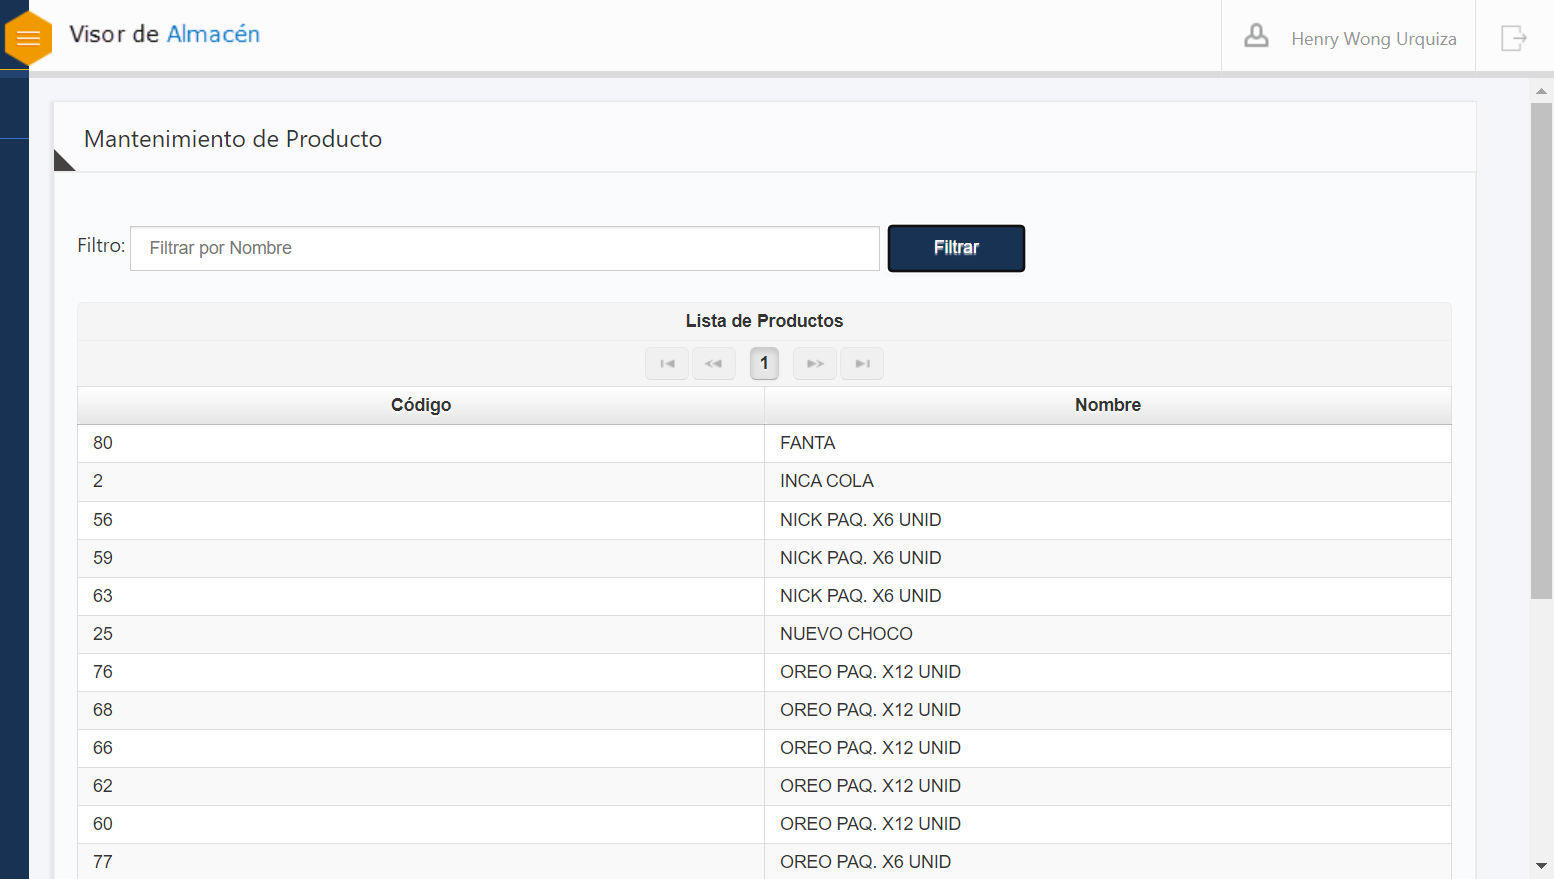 Visor de Almacén
Henry Wong Urquiza
Mantenimiento de Producto
Filtro: Filtrar por Nombre Filtrar
Lista de Productos
1
Código Nombre
80 FANTA
2 INCA COLA
56 NICK PAQ. X6 UNID
59 NICK PAQ. X6 UNID
63 NICK PAQ. X6 UNID
25 NUEVO CHOCO
76 OREO PAQ. X12 UNID
68 OREO PAQ. X12 UNID
66 OREO PAQ. X12 UNID
62 OREO PAQ. X12 UNID
60 OREO PAQ. X12 UNID
77 OREO PAQ. X6 UNID